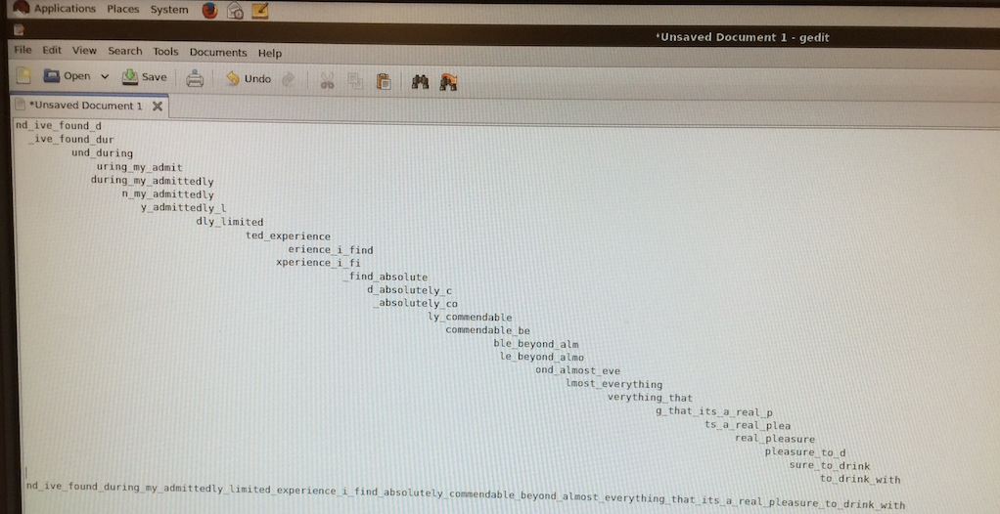 Applications Places System
*Unsaved Document 1 - gedit
File Edit View Search Tools Documents Help
Open Save Undo
*Unsaved Document 1
nd_ive_found_d
_ive_found_dur
und_during
uring_my_admit
during_my_admittedly
n_my_admittedly
y_admittedly_l
dly_limited
ted_experience
erience_i_find
xperience_i_fi
_find_absolute
d_absolutely_c
_absolutely_co
ly_commendable
commendable_be
ble_beyond_alm
le_beyond_almo
ond_almost_eve
lmost_everything
verything_that
g_that_its_a_real_p
ts_a_real_plea
real_pleasure
pleasure_to_d
sure_to_drink
to_drink_with
nd_ive_found_during_my_admittedly_limited_experience_i_find_absolutely_commendable_beyond_almost_everything_that_its_a_real_pleasure_to_drink_with